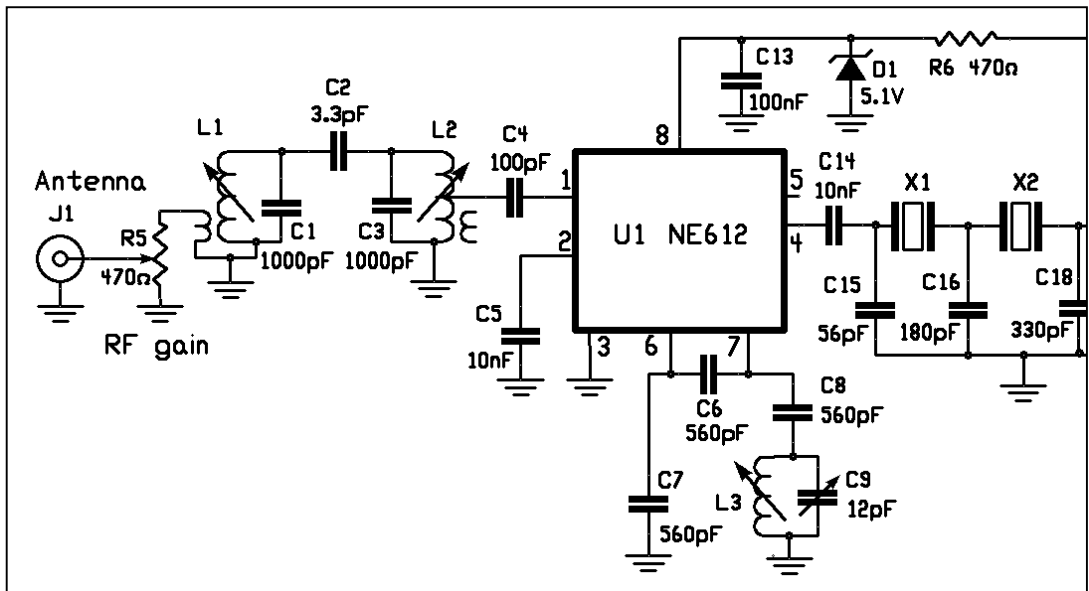 Antenna
J1
R5
470Ω
RF gain
L1
C1
1000pF
C2
3.3pF
L2
C3
1000pF
C4
100pF
C5
10nF
U1 NE612
1
2
3
6
7
8
5
4
C6
560pF
C7
560pF
C8
560pF
L3
C9
12pF
C13
100nF
D1
5.1V
R6 470Ω
C14
10nF
X1
X2
C15
56pF
C16
180pF
C18
330pF